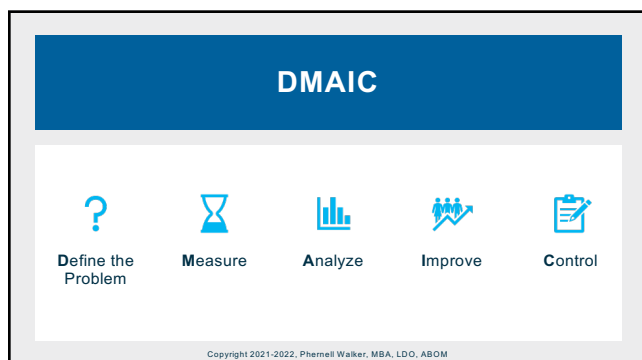 DMAIC
Define the
Problem
Measure
Analyze
Improve
Control
Copyright 2021-2022, Phernell Walker, MBA, LDO, ABOM